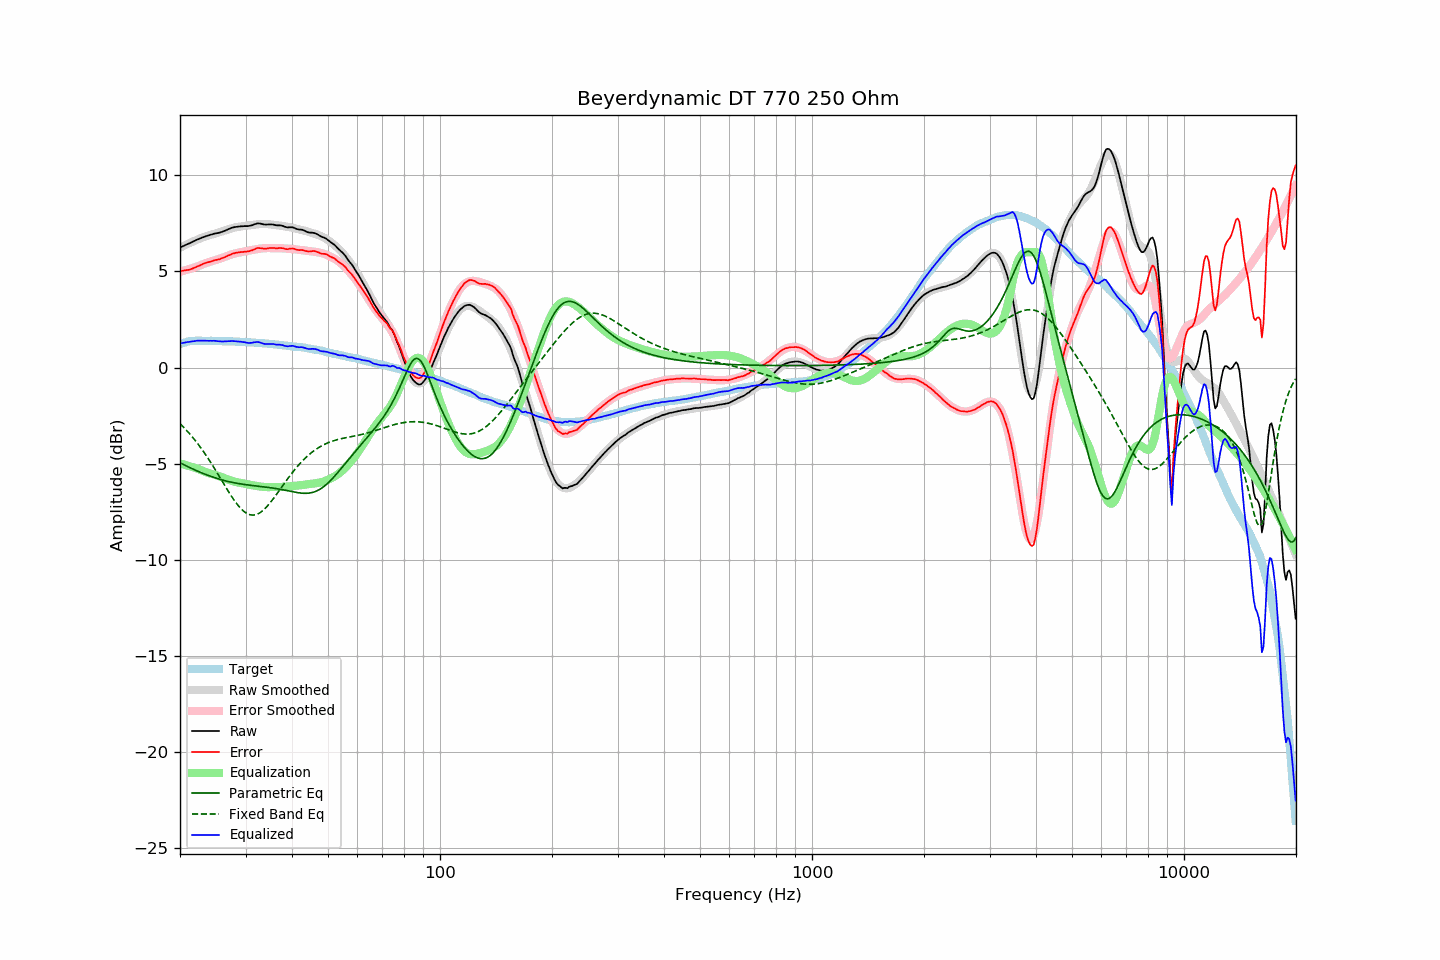 Beyerdynamic DT 770 250 Ohm
Amplitude (dBr)
10
5
0
−5
−10
−15
−20
−25
Target
Raw Smoothed
Error Smoothed
Raw
Error
Equalization
Parametric Eq
Fixed Band Eq
Equalized
100
1000
10000
Frequency (Hz)